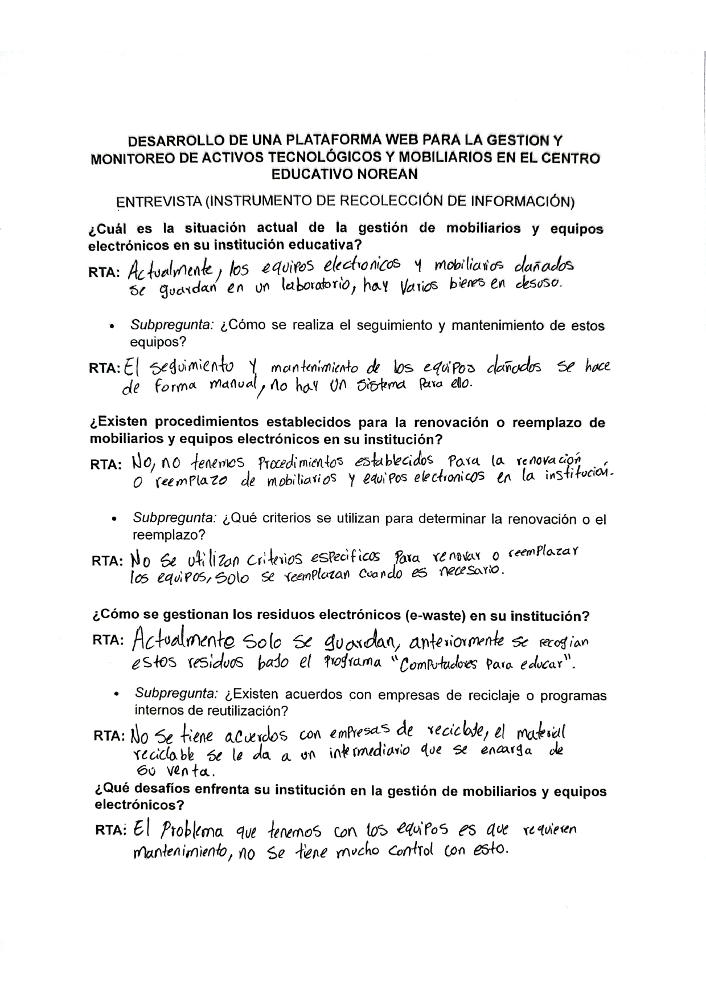 DESARROLLO DE UNA PLATAFORMA WEB PARA LA GESTION Y
MONITOREO DE ACTIVOS TECNOLÓGICOS Y MOBILIARIOS EN EL CENTRO
EDUCATIVO NOREAN
ENTREVISTA (INSTRUMENTO DE RECOLECCIÓN DE INFORMACIÓN)
¿Cuál es la situación actual de la gestión de mobiliarios y equipos
electrónicos en su institución educativa?
RTA: Actualmente, los equipos electronicos y mobiliarios dañados
se guardan en un laboratorio, hay varios bienes en desuso.
• Subpregunta: ¿Cómo se realiza el seguimiento y mantenimiento de estos
equipos?
RTA: El seguimiento y mantenimiento de los equipos dañados se hace
de forma manual, no hay un sistema para ello.
¿Existen procedimientos establecidos para la renovación o reemplazo de
mobiliarios y equipos electrónicos en su institución?
RTA: No, no tenemos procedimientos establecidos para la renovación
o reemplazo de mobiliarios y equipos electronicos en la institución.
• Subpregunta: ¿Qué criterios se utilizan para determinar la renovación o el
reemplazo?
RTA: No se utilizan criterios especificos para renovar o reemplazar
los equipos, solo se reemplazan cuando es necesario.
¿Cómo se gestionan los residuos electrónicos (e-waste) en su institución?
RTA: Actualmente solo se guardan, anteriormente se recogian
estos residuos bajo el programa "Computadores para educar".
• Subpregunta: ¿Existen acuerdos con empresas de reciclaje o programas
internos de reutilización?
RTA: No se tiene acuerdos con empresas de reciclaje, el material
reciclable se le da a un intermediario que se encarga de
su venta.
¿Qué desafíos enfrenta su institución en la gestión de mobiliarios y equipos
electrónicos?
RTA: El problema que tenemos con los equipos es que requieren
mantenimiento, no se tiene mucho control con esto.